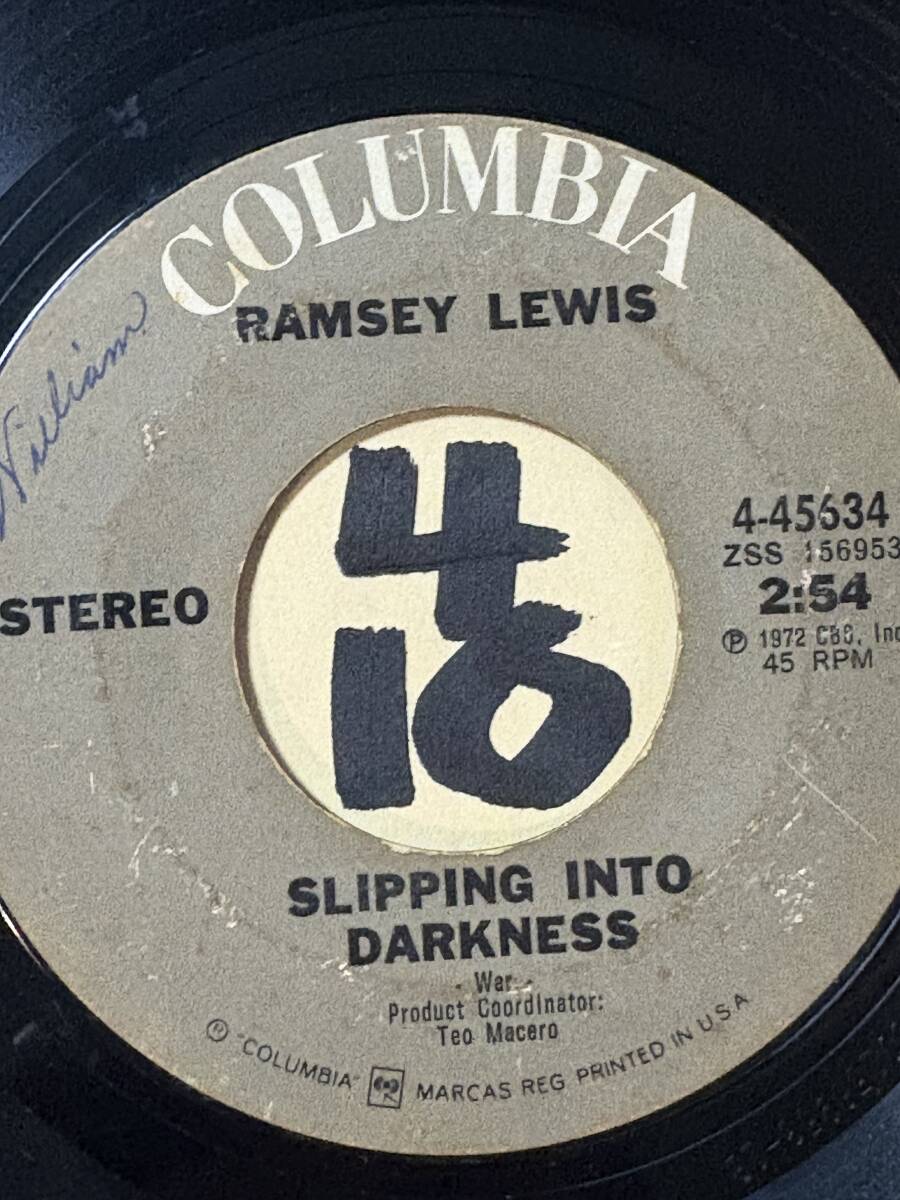 COLUMBIA
RAMSEY LEWIS
William
4
10
4-45634
ZSS 156953
2:54
STEREO
℗ 1972 CBS, Inc
45 RPM
SLIPPING INTO
DARKNESS
- War -
Product Coordinator:
Teo Macero
℗ "COLUMBIA" MARCAS REG PRINTED IN U.S.A